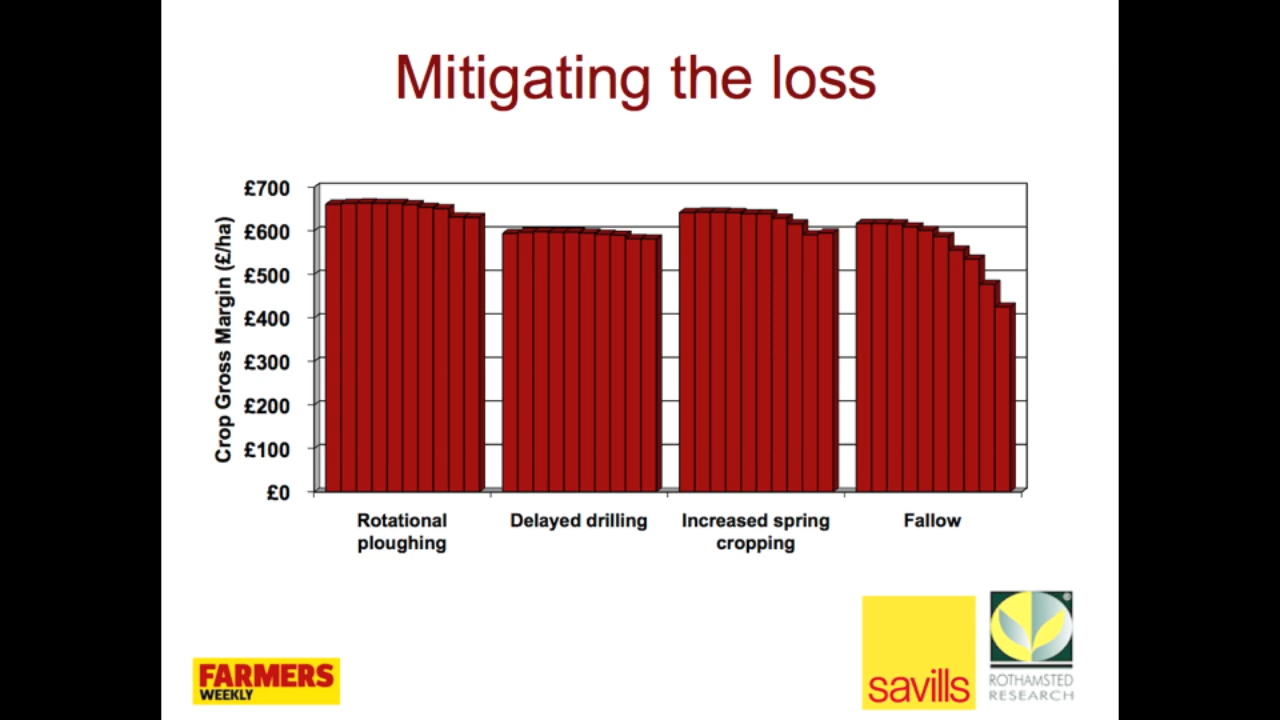 Mitigating the loss
Crop Gross Margin (£/ha)
£700
£600
£500
£400
£300
£200
£100
£0
Rotational
ploughing
Delayed drilling
Increased spring
cropping
Fallow
FARMERS
WEEKLY
savills
®
ROTHAMSTED
RESEARCH